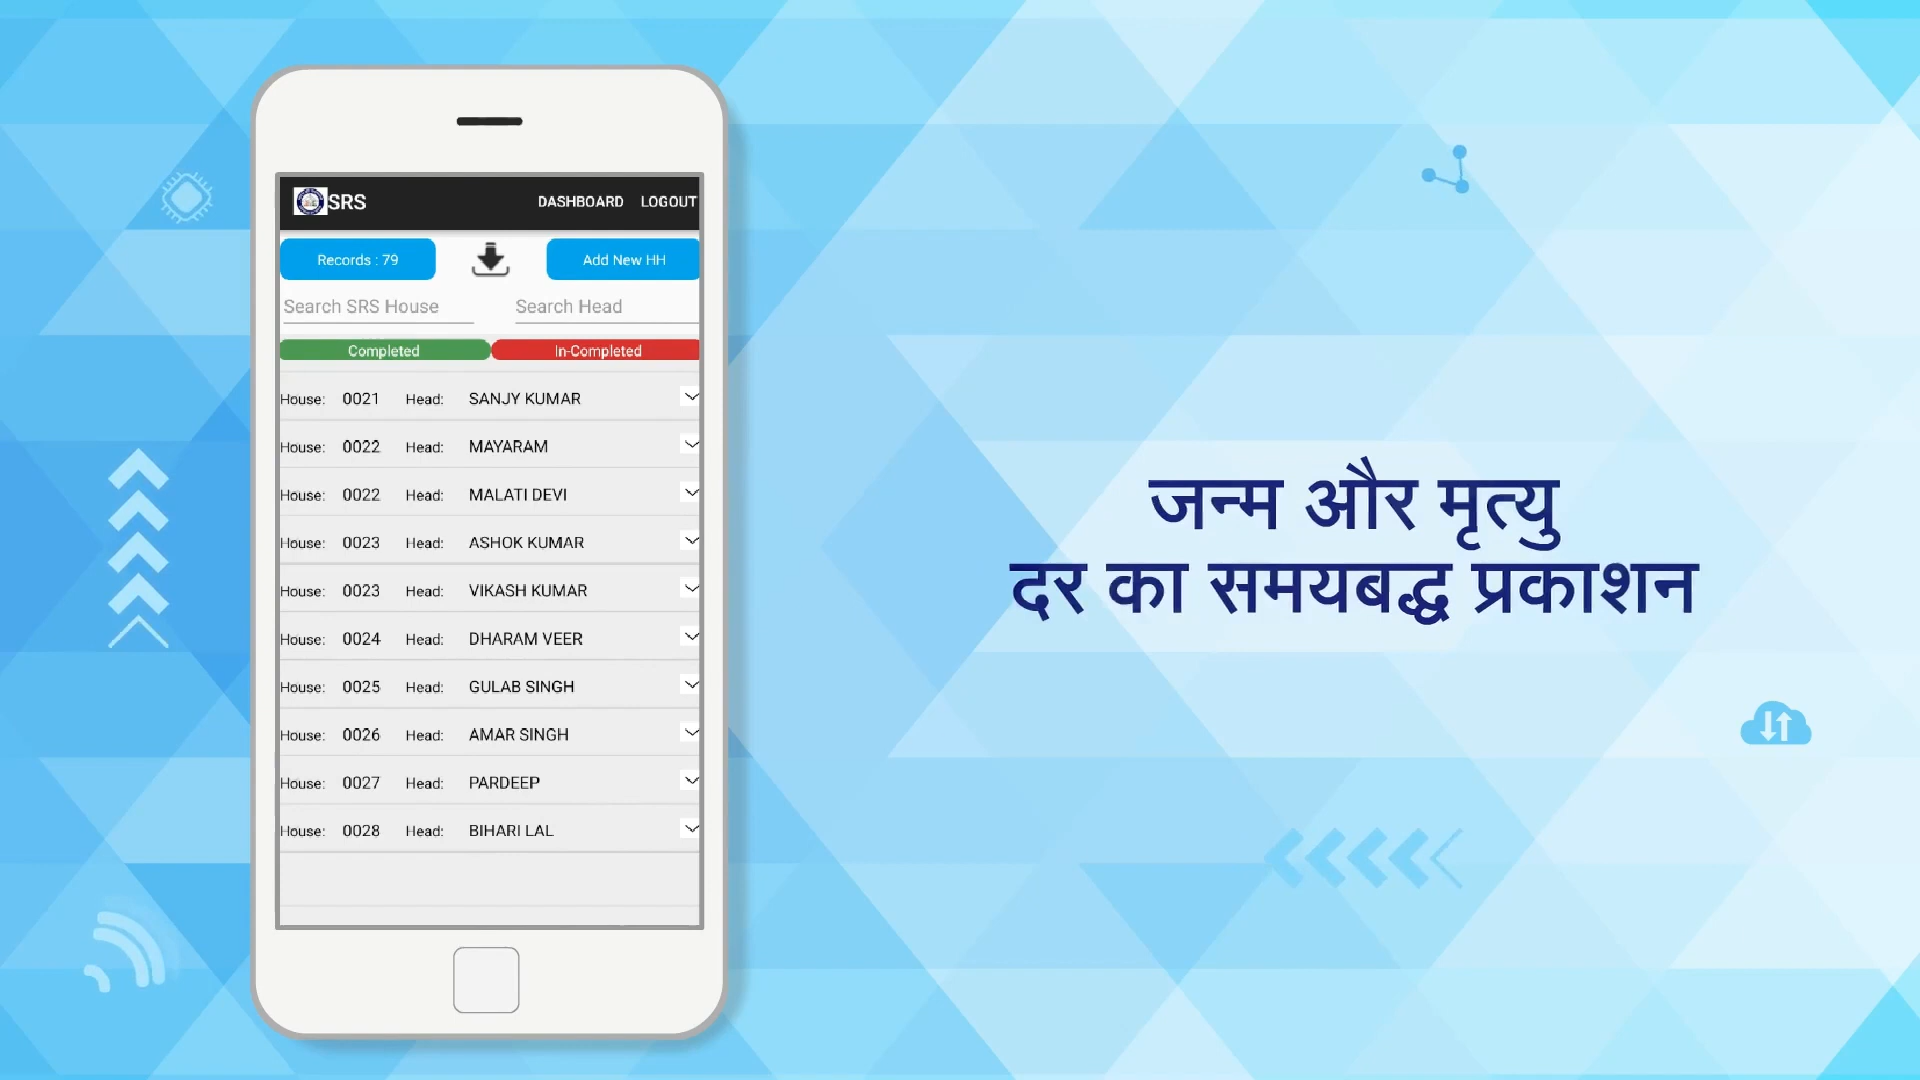 SRS DASHBOARD LOGOUT
Records : 79 Add New HH
Search SRS House Search Head
Completed In-Completed
House: 0021 Head: SANJY KUMAR
House: 0022 Head: MAYARAM
House: 0022 Head: MALATI DEVI
House: 0023 Head: ASHOK KUMAR
House: 0023 Head: VIKASH KUMAR
House: 0024 Head: DHARAM VEER
House: 0025 Head: GULAB SINGH
House: 0026 Head: AMAR SINGH
House: 0027 Head: PARDEEP
House: 0028 Head: BIHARI LAL
जन्म और मृत्यु
दर का समयबद्ध प्रकाशन